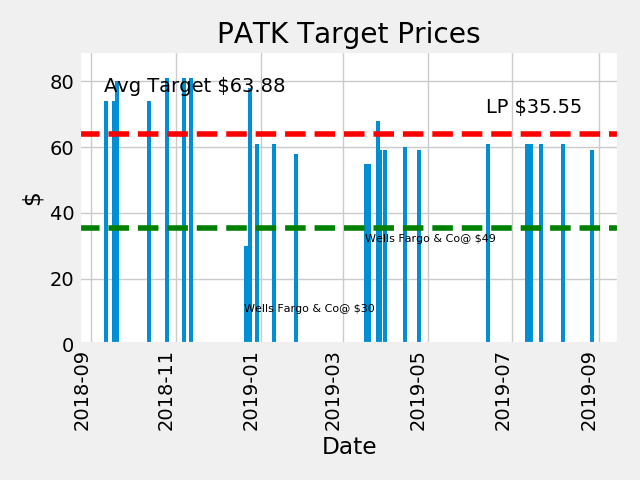 PATK Target Prices
Avg Target $63.88
LP $35.55
Wells Fargo & Co@ $49
Wells Fargo & Co@ $30
$
80
60
40
20
0
2018-09
2018-11
2019-01
2019-03
2019-05
2019-07
2019-09
Date